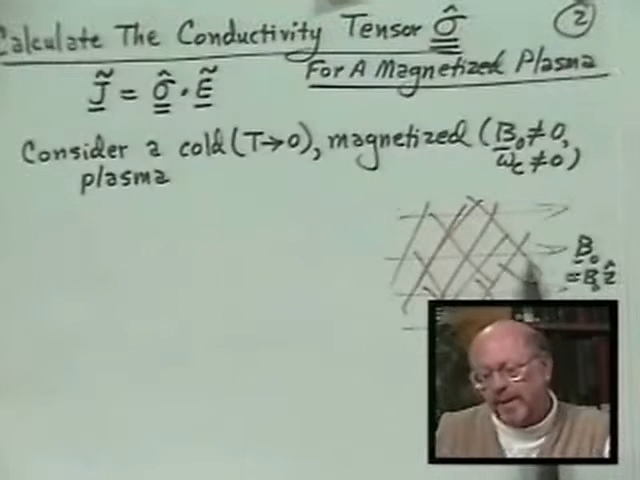 Calculate The Conductivity Tensor σ̂ ②
For A Magnetized Plasma
J̃ = σ̂ · Ẽ
Consider a cold (T→0), magnetized (B₀≠0,
ω_c≠0)
plasma
B₀
= B₀ẑ